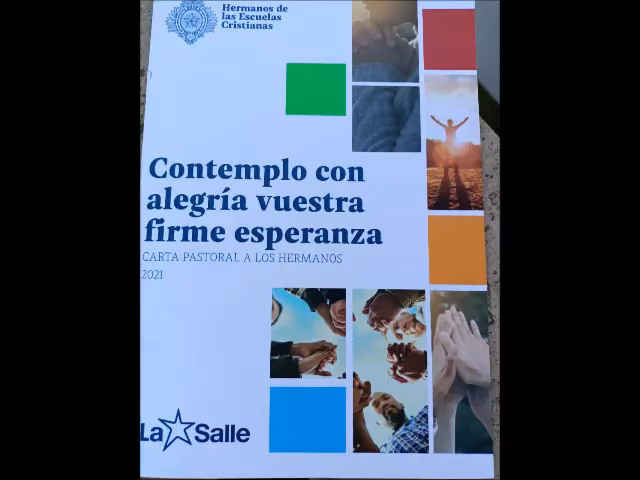 Hermanos de
las Escuelas
Cristianas
Contemplo con
alegría vuestra
firme esperanza
CARTA PASTORAL A LOS HERMANOS
2021
La Salle